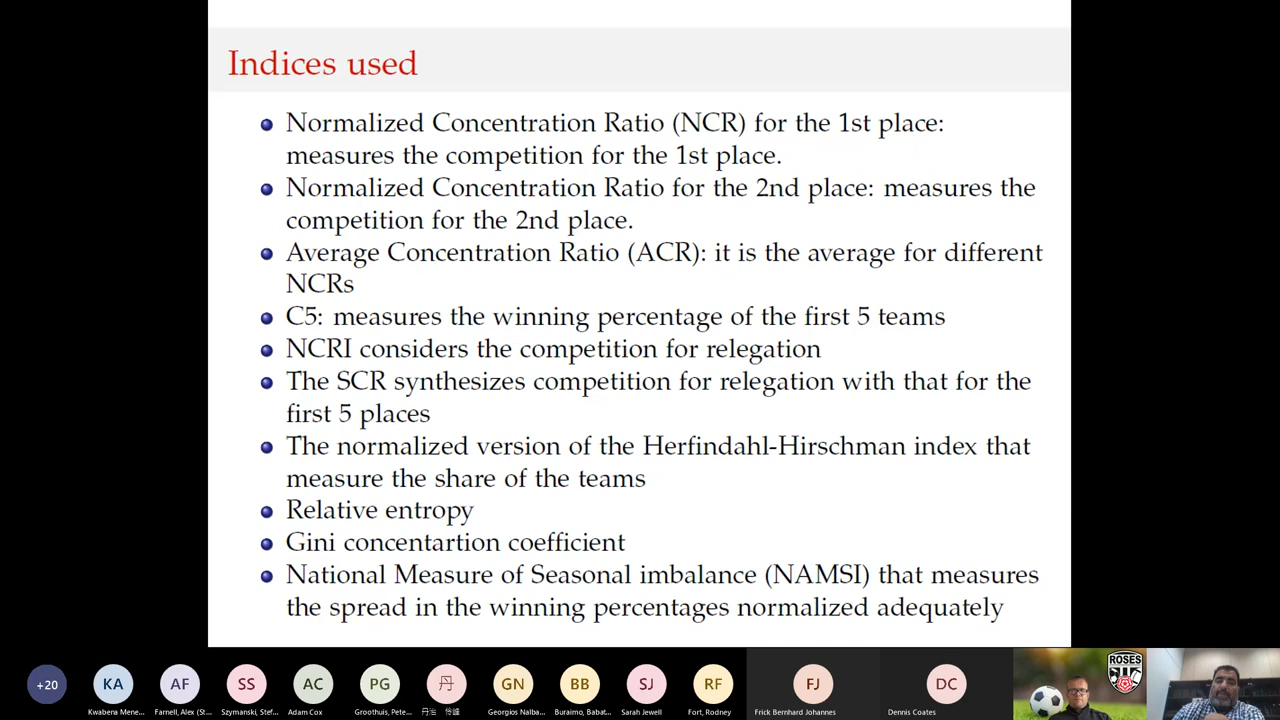 Indices used
Normalized Concentration Ratio (NCR) for the 1st place:
measures the competition for the 1st place.
Normalized Concentration Ratio for the 2nd place: measures the
competition for the 2nd place.
Average Concentration Ratio (ACR): it is the average for different
NCRs
C5: measures the winning percentage of the first 5 teams
NCRI considers the competition for relegation
The SCR synthesizes competition for relegation with that for the
first 5 places
The normalized version of the Herfindahl-Hirschman index that
measure the share of the teams
Relative entropy
Gini concentartion coefficient
National Measure of Seasonal imbalance (NAMSI) that measures
the spread in the winning percentages normalized adequately
+20 KA AF SS AC PG 丹 GN BB SJ RF FJ DC ROSES
Kwabena Mene... Farnell, Alex (St... Szymanski, Stef... Adam Cox Groothuis, Pete... 丹治 伶峰 Georgios Nalba... Buraimo, Babat... Sarah Jewell Fort, Rodney Frick Bernhard Johannes Dennis Coates